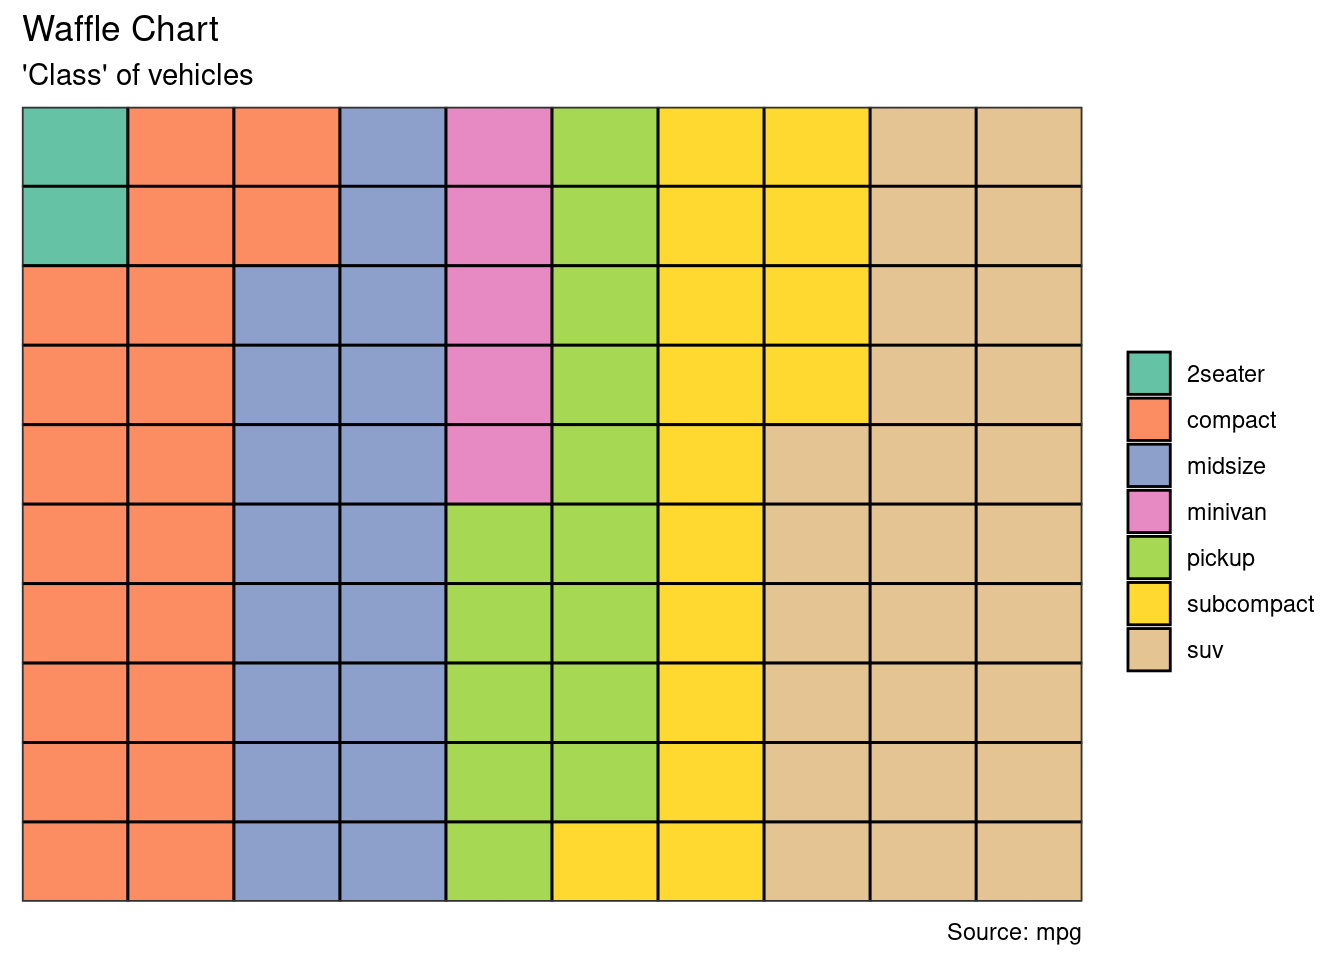 Waffle Chart
'Class' of vehicles
2seater
compact
midsize
minivan
pickup
subcompact
suv
Source: mpg